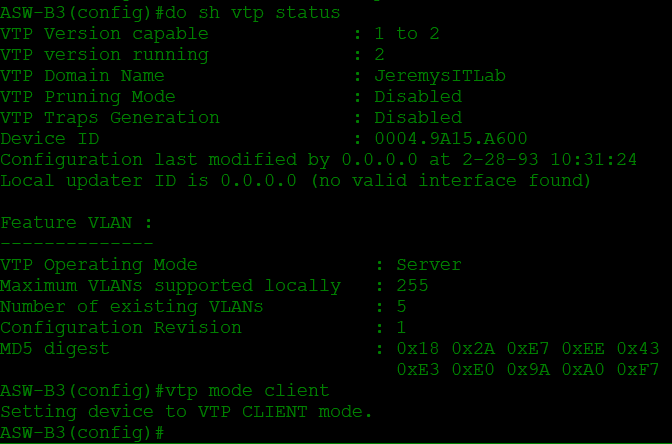 ASW-B3(config)#do sh vtp status
VTP Version capable : 1 to 2
VTP version running : 2
VTP Domain Name : JeremysITLab
VTP Pruning Mode : Disabled
VTP Traps Generation : Disabled
Device ID : 0004.9A15.A600
Configuration last modified by 0.0.0.0 at 2-28-93 10:31:24
Local updater ID is 0.0.0.0 (no valid interface found)
Feature VLAN :
--------------
VTP Operating Mode : Server
Maximum VLANs supported locally : 255
Number of existing VLANs : 5
Configuration Revision : 1
MD5 digest : 0x18 0x2A 0xE7 0xEE 0x43
0xE3 0xE0 0x9A 0xA0 0xF7
ASW-B3(config)#vtp mode client
Setting device to VTP CLIENT mode.
ASW-B3(config)#